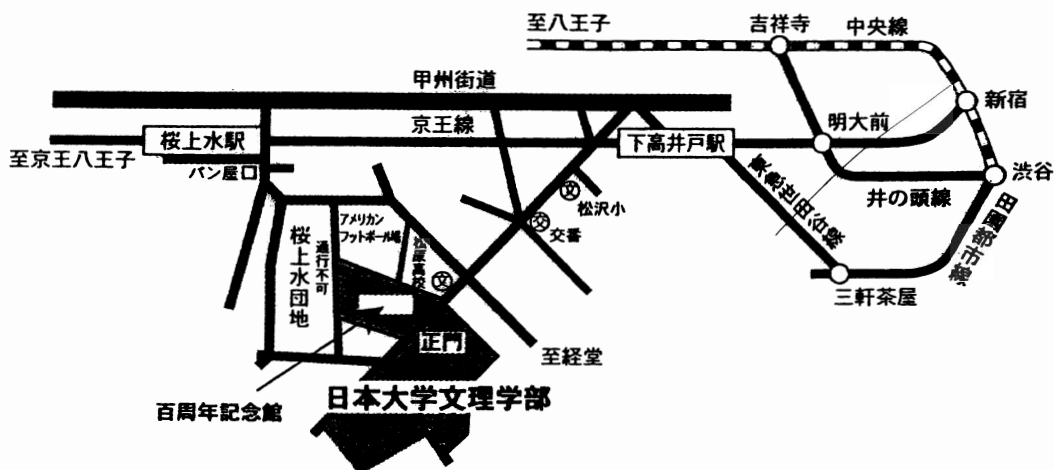 至八王子
吉祥寺
中央線
甲州街道
新宿
京王線
桜上水駅
下高井戸駅
明大前
至京王八王子
パン屋
渋谷
井の頭線
東急世田谷線
田園都市線
文
松沢小
交
交番
アメリカン
フットボール場
通行不可
桜上水団地
松原高校
文
三軒茶屋
正門
至経堂
日本大学文理学部
百周年記念館